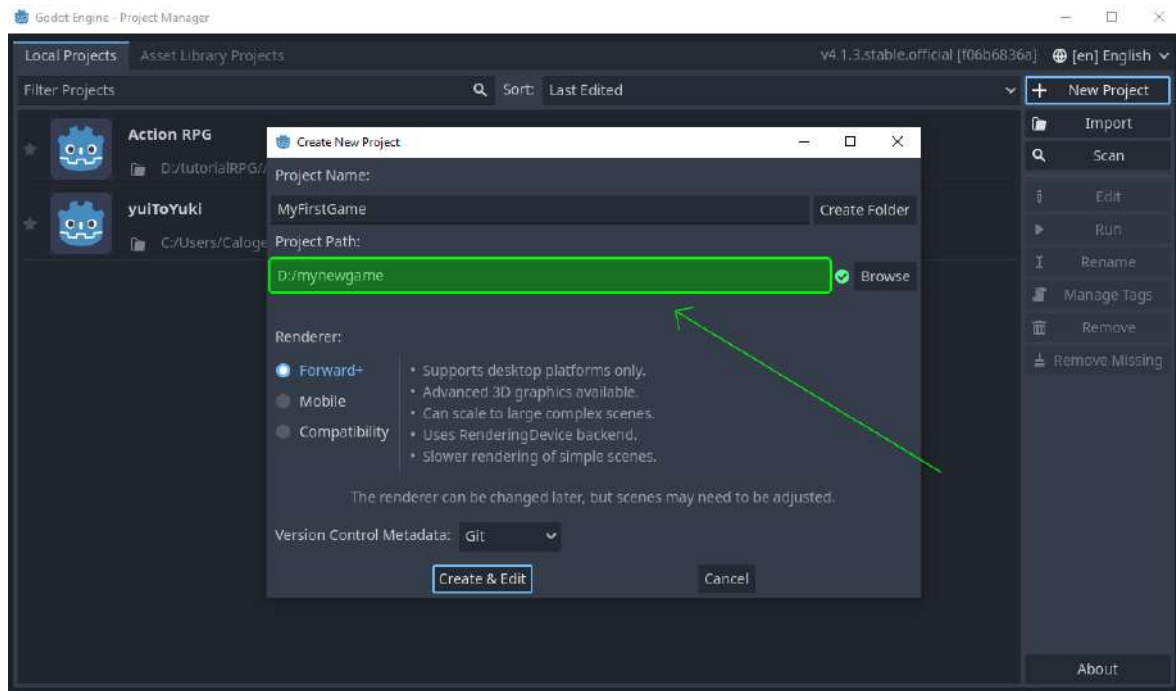 Godot Engine - Project Manager
Local Projects Asset Library Projects v4.1.3.stable.official [f06b6836a] [en] English
Filter Projects Sort: Last Edited
New Project
Import
Scan
Edit
Run
Rename
Manage Tags
Remove
Remove Missing
About
Action RPG
D:/tutorialRPG//
yuiToYuki
C:/Users/Caloge
Create New Project
Project Name:
MyFirstGame Create Folder
Project Path:
D:/mynewgame Browse
Renderer:
Forward+
Mobile
Compatibility
• Supports desktop platforms only.
• Advanced 3D graphics available.
• Can scale to large complex scenes.
• Uses RenderingDevice backend.
• Slower rendering of simple scenes.
The renderer can be changed later, but scenes may need to be adjusted.
Version Control Metadata: Git
Create & Edit Cancel